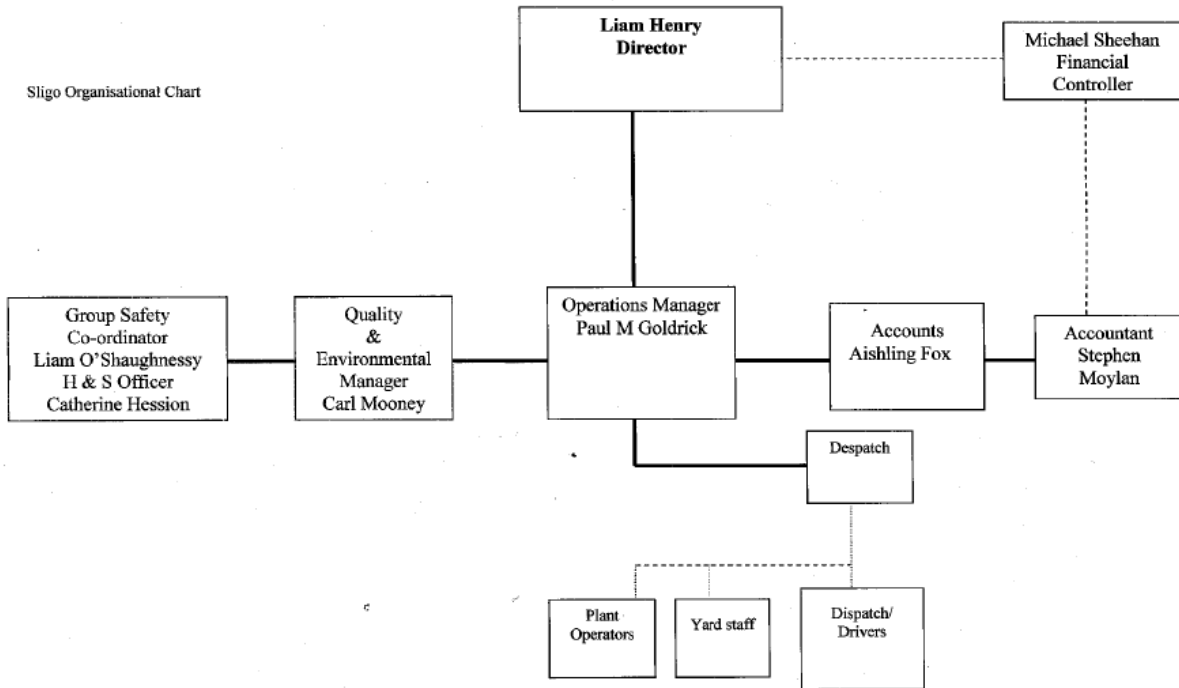 Liam Henry
Director
Michael Sheehan
Financial
Controller
Sligo Organisational Chart
Group Safety
Co-ordinator
Liam O'Shaughnessy
H & S Officer
Catherine Hession
Quality
&
Environmental
Manager
Carl Mooney
Operations Manager
Paul M Goldrick
Accounts
Aishling Fox
Accountant
Stephen
Moylan
Despatch
Plant
Operators
Yard staff
Dispatch/
Drivers